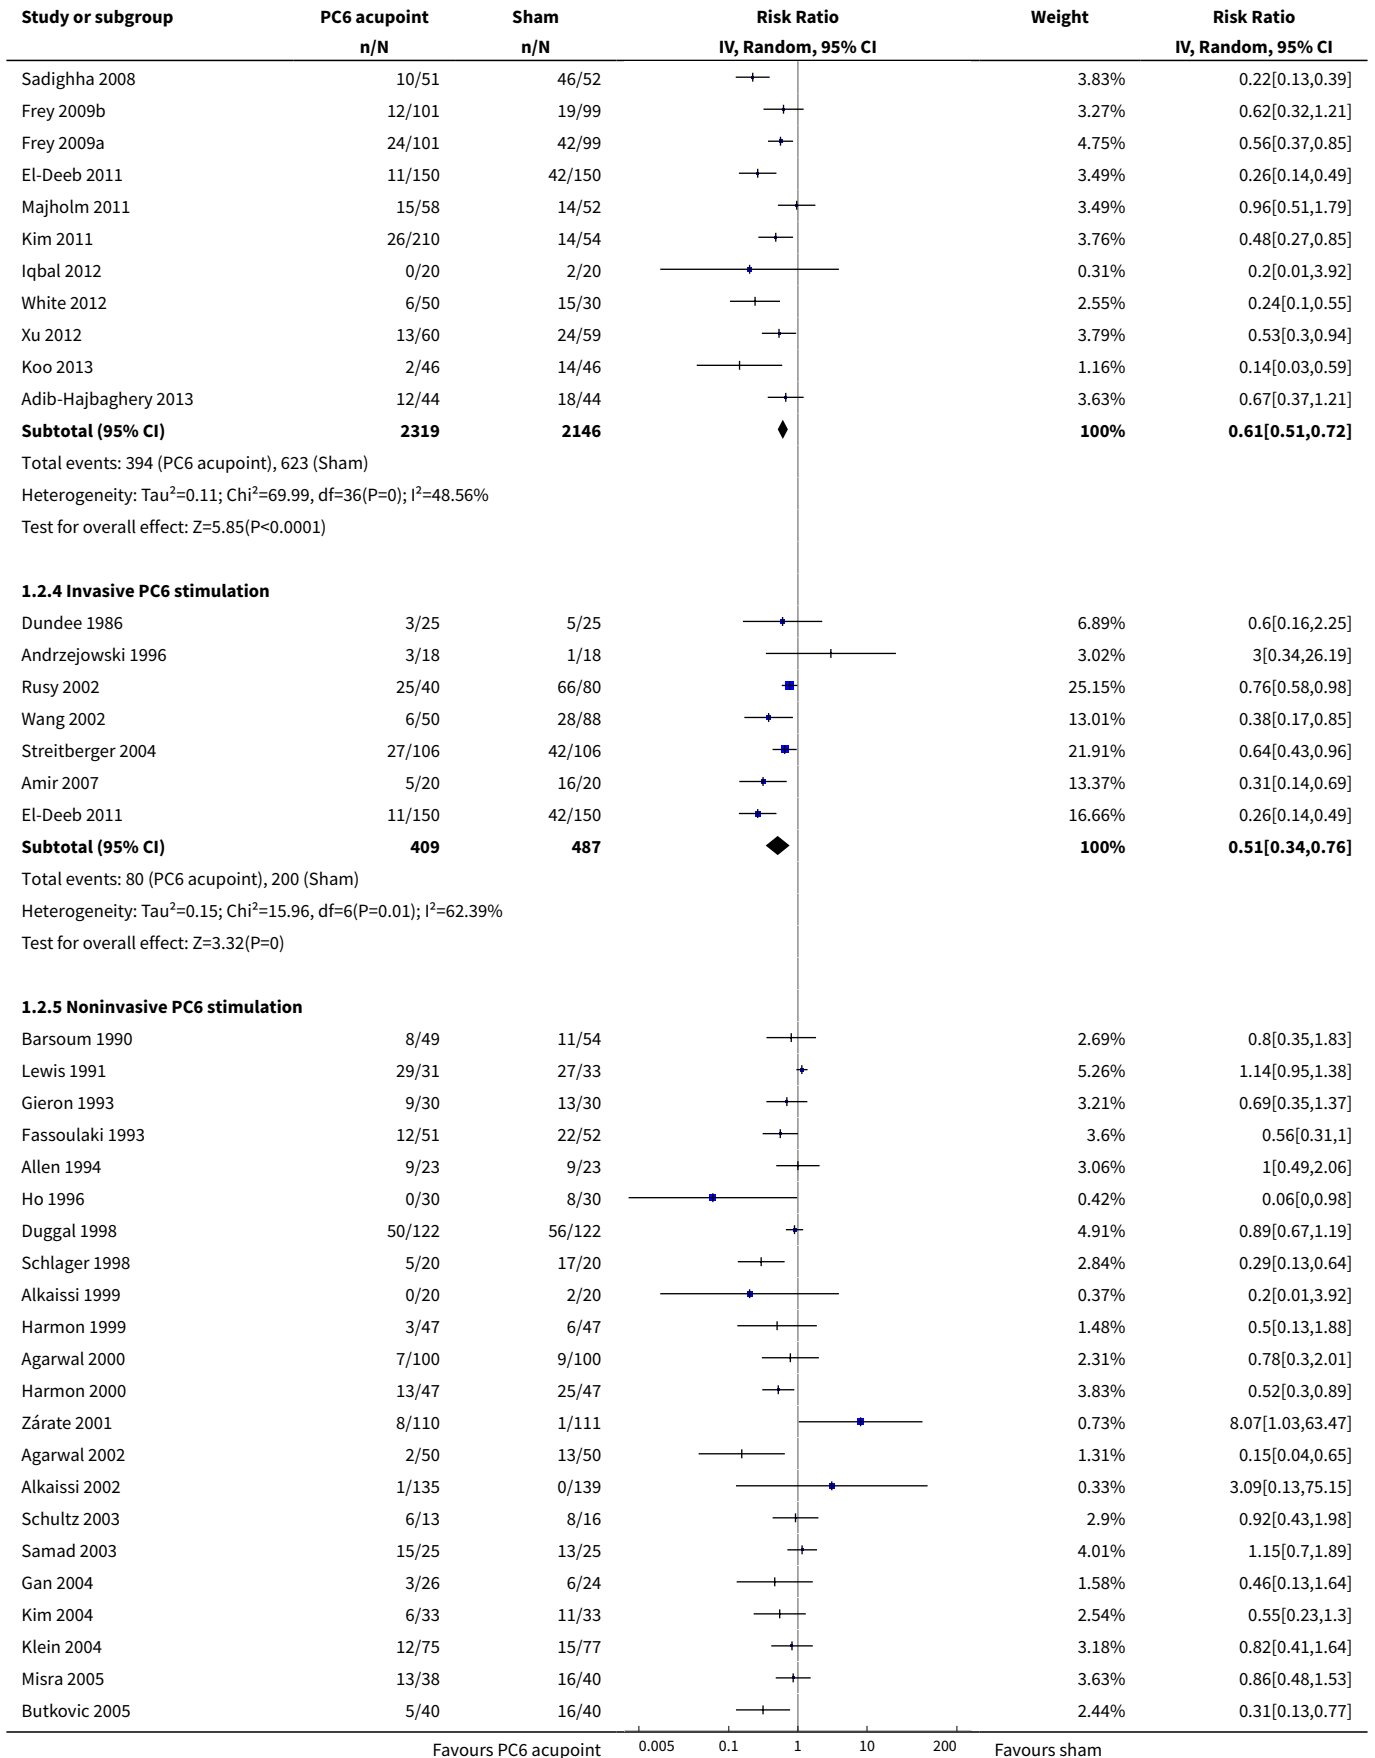 Study or subgroup PC6 acupoint Sham Risk Ratio Weight Risk Ratio
n/N n/N IV, Random, 95% CI IV, Random, 95% CI
Sadighha 2008 10/51 46/52 3.83% 0.22[0.13,0.39]
Frey 2009b 12/101 19/99 3.27% 0.62[0.32,1.21]
Frey 2009a 24/101 42/99 4.75% 0.56[0.37,0.85]
El-Deeb 2011 11/150 42/150 3.49% 0.26[0.14,0.49]
Majholm 2011 15/58 14/52 3.49% 0.96[0.51,1.79]
Kim 2011 26/210 14/54 3.76% 0.48[0.27,0.85]
Iqbal 2012 0/20 2/20 0.31% 0.2[0.01,3.92]
White 2012 6/50 15/30 2.55% 0.24[0.1,0.55]
Xu 2012 13/60 24/59 3.79% 0.53[0.3,0.94]
Koo 2013 2/46 14/46 1.16% 0.14[0.03,0.59]
Adib-Hajbaghery 2013 12/44 18/44 3.63% 0.67[0.37,1.21]
Subtotal (95% CI) 2319 2146 100% 0.61[0.51,0.72]
Total events: 394 (PC6 acupoint), 623 (Sham)
Heterogeneity: Tau²=0.11; Chi²=69.99, df=36(P=0); I²=48.56%
Test for overall effect: Z=5.85(P<0.0001)
1.2.4 Invasive PC6 stimulation
Dundee 1986 3/25 5/25 6.89% 0.6[0.16,2.25]
Andrzejowski 1996 3/18 1/18 3.02% 3[0.34,26.19]
Rusy 2002 25/40 66/80 25.15% 0.76[0.58,0.98]
Wang 2002 6/50 28/88 13.01% 0.38[0.17,0.85]
Streitberger 2004 27/106 42/106 21.91% 0.64[0.43,0.96]
Amir 2007 5/20 16/20 13.37% 0.31[0.14,0.69]
El-Deeb 2011 11/150 42/150 16.66% 0.26[0.14,0.49]
Subtotal (95% CI) 409 487 100% 0.51[0.34,0.76]
Total events: 80 (PC6 acupoint), 200 (Sham)
Heterogeneity: Tau²=0.15; Chi²=15.96, df=6(P=0.01); I²=62.39%
Test for overall effect: Z=3.32(P=0)
1.2.5 Noninvasive PC6 stimulation
Barsoum 1990 8/49 11/54 2.69% 0.8[0.35,1.83]
Lewis 1991 29/31 27/33 5.26% 1.14[0.95,1.38]
Gieron 1993 9/30 13/30 3.21% 0.69[0.35,1.37]
Fassoulaki 1993 12/51 22/52 3.6% 0.56[0.31,1]
Allen 1994 9/23 9/23 3.06% 1[0.49,2.06]
Ho 1996 0/30 8/30 0.42% 0.06[0,0.98]
Duggal 1998 50/122 56/122 4.91% 0.89[0.67,1.19]
Schlager 1998 5/20 17/20 2.84% 0.29[0.13,0.64]
Alkaissi 1999 0/20 2/20 0.37% 0.2[0.01,3.92]
Harmon 1999 3/47 6/47 1.48% 0.5[0.13,1.88]
Agarwal 2000 7/100 9/100 2.31% 0.78[0.3,2.01]
Harmon 2000 13/47 25/47 3.83% 0.52[0.3,0.89]
Zárate 2001 8/110 1/111 0.73% 8.07[1.03,63.47]
Agarwal 2002 2/50 13/50 1.31% 0.15[0.04,0.65]
Alkaissi 2002 1/135 0/139 0.33% 3.09[0.13,75.15]
Schultz 2003 6/13 8/16 2.9% 0.92[0.43,1.98]
Samad 2003 15/25 13/25 4.01% 1.15[0.7,1.89]
Gan 2004 3/26 6/24 1.58% 0.46[0.13,1.64]
Kim 2004 6/33 11/33 2.54% 0.55[0.23,1.3]
Klein 2004 12/75 15/77 3.18% 0.82[0.41,1.64]
Misra 2005 13/38 16/40 3.63% 0.86[0.48,1.53]
Butkovic 2005 5/40 16/40 2.44% 0.31[0.13,0.77]
Favours PC6 acupoint 0.005 0.1 1 10 200 Favours sham